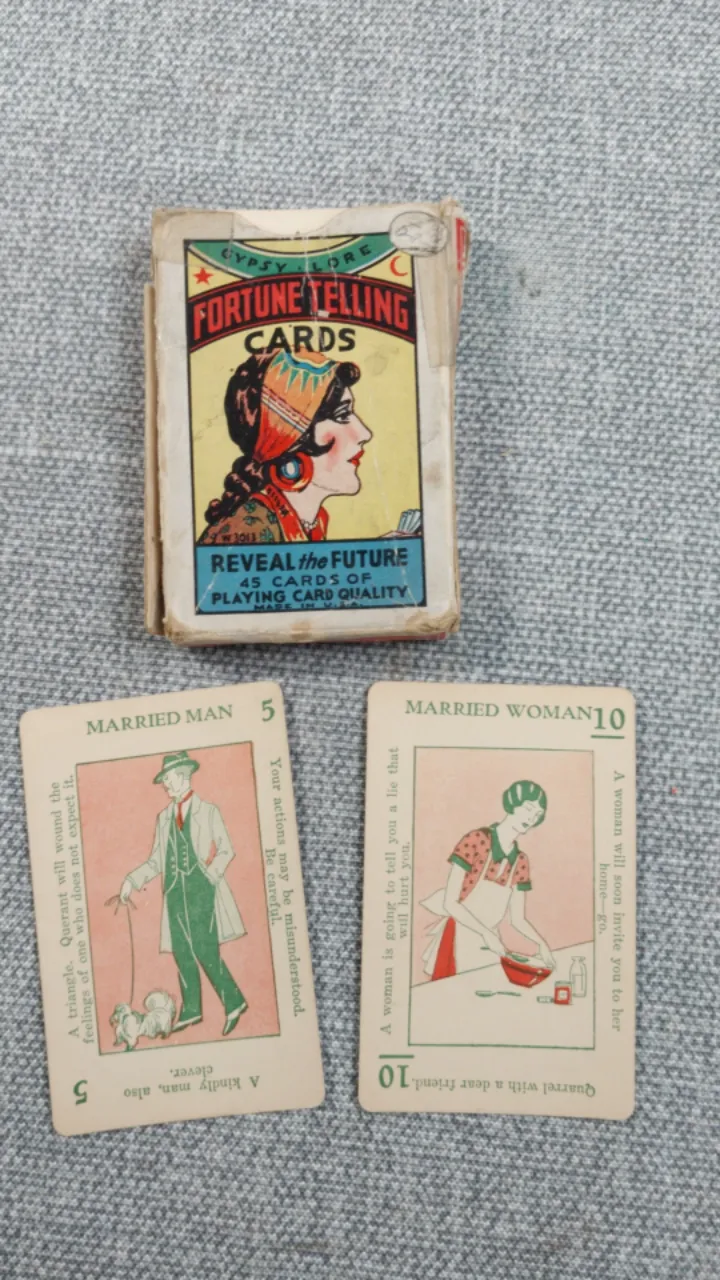 GYPSY LORE
FORTUNE TELLING
CARDS
REVEAL the FUTURE
45 CARDS OF
PLAYING CARD QUALITY
MADE IN U.S.A.
MARRIED MAN 5
A triangle. Querant will wound the
feelings of one who does not expect it.
Your actions may be misunderstood.
Be careful.
A kindly man, also
clever.
5
MARRIED WOMAN 10
A woman is going to tell you a lie that
will hurt you.
A woman will soon invite you to her
home—go.
Quarrel with a dear friend.
10